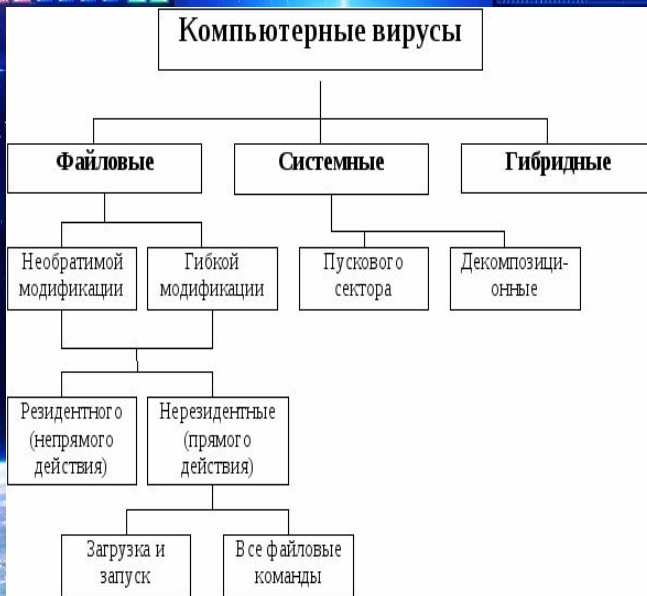 Компьютерные вирусы
Файловые
Системные
Гибридные
Необратимой
модификации
Гибкой
модификации
Пускового
сектора
Декомпозици-
онные
Резидентного
(непрямого
действия)
Нерезидентные
(прямого
действия)
Загрузка и
запуск
Все файловые
команды